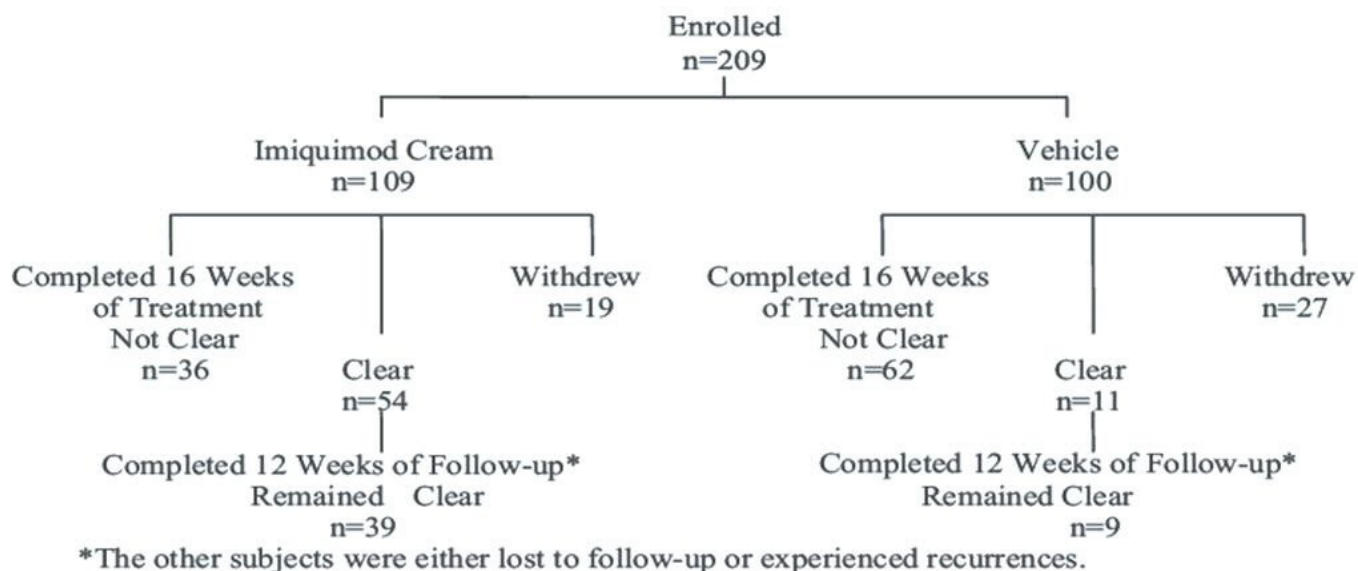 Enrolled
n=209
Imiquimod Cream
n=109
Vehicle
n=100
Completed 16 Weeks
of Treatment
Not Clear
n=36
Clear
n=54
Withdrew
n=19
Completed 12 Weeks of Follow-up*
Remained Clear
n=39
Completed 16 Weeks
of Treatment
Not Clear
n=62
Clear
n=11
Withdrew
n=27
Completed 12 Weeks of Follow-up*
Remained Clear
n=9
*The other subjects were either lost to follow-up or experienced recurrences.